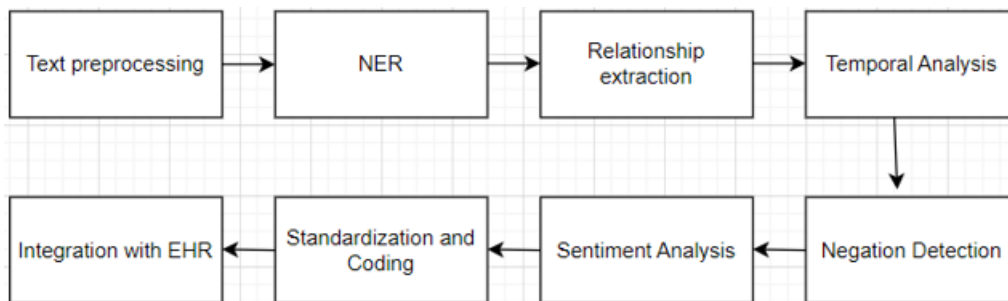 Text preprocessing
NER
Relationship
extraction
Temporal Analysis
Integration with EHR
Standardization and
Coding
Sentiment Analysis
Negation Detection